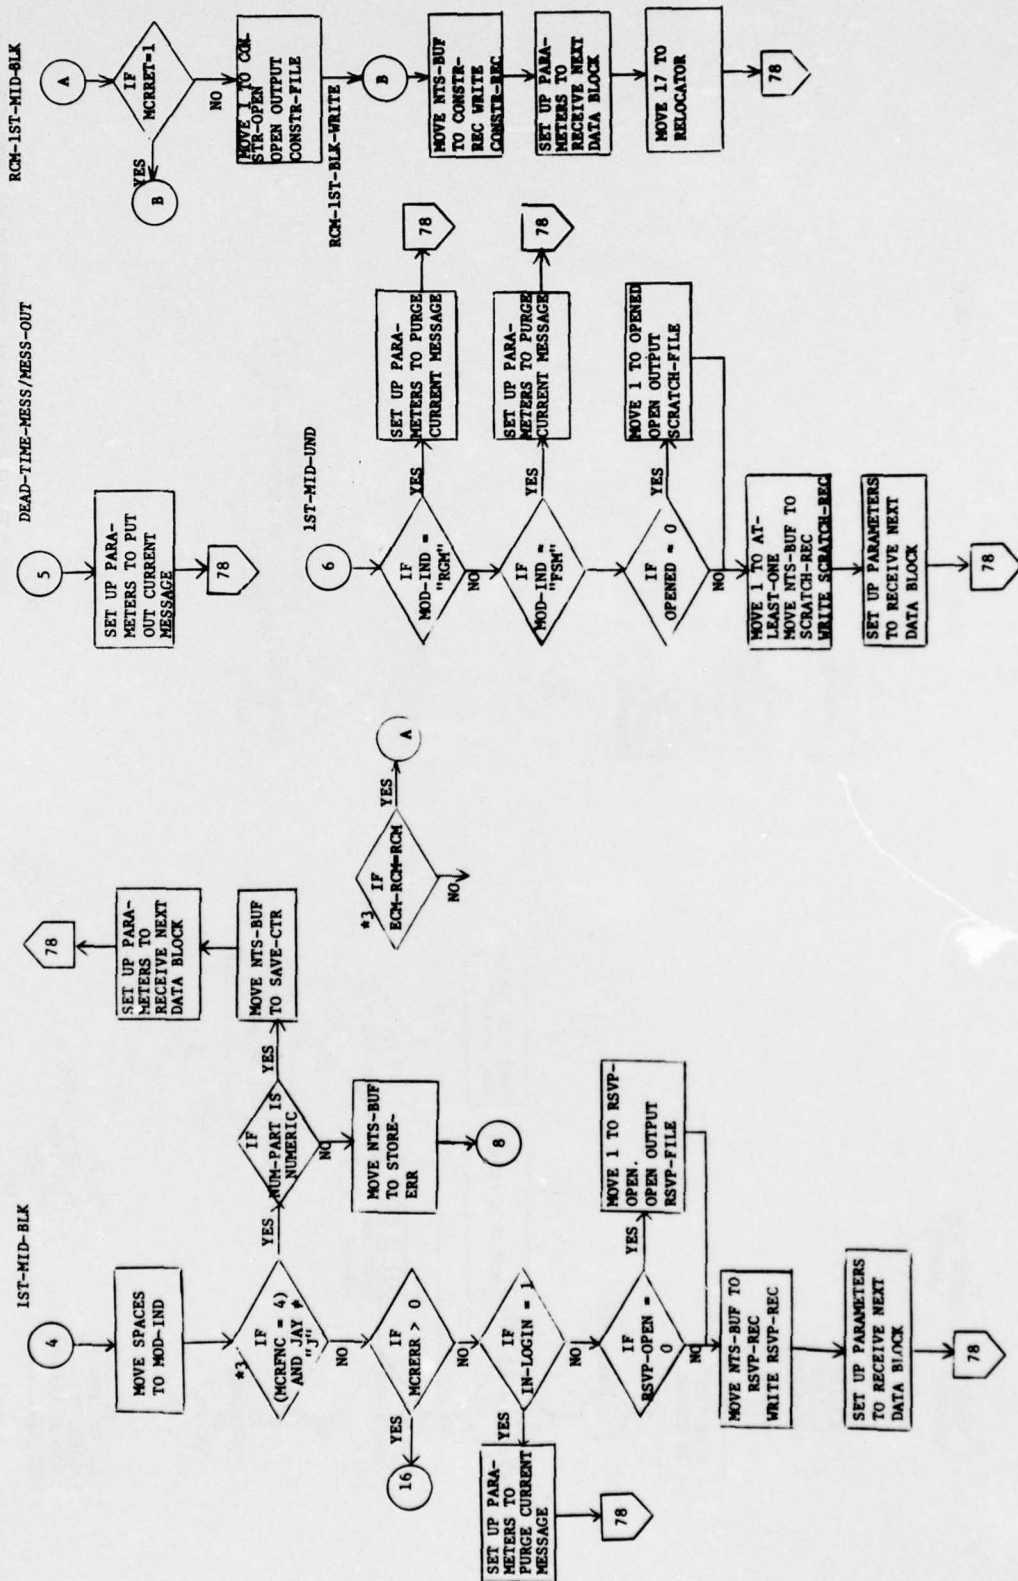 1ST-MID-BLK
4
MOVE SPACES
TO MOD-IND
*3
IF
(MCRFNC = 4)
AND JAY ≠
"J"
YES
NO
IF
NUM-PART IS
NUMERIC
YES
NO
MOVE NTS-BUF
TO SAVE-CTR
SET UP PARA-
METERS TO
RECEIVE NEXT
DATA BLOCK
78
MOVE NTS-BUF
TO STORE-
ERR
8
IF
MCRERR > 0
YES
NO
16
IF
IN-LOGIN = 1
YES
NO
SET UP PARA-
METERS TO
PURGE CURRENT
MESSAGE
78
IF
RSVP-OPEN =
0
YES
NO
MOVE 1 TO RSVP-
OPEN.
OPEN OUTPUT
RSVP-FILE
MOVE NTS-BUF TO
RSVP-REC
WRITE RSVP-REC
SET UP PARAMETERS
TO RECEIVE NEXT
DATA BLOCK
78
*3
IF
ECM-RCM=RCM
YES
NO
A
DEAD-TIME-MESS/MESS-OUT
5
SET UP PARA-
METERS TO PUT
OUT CURRENT
MESSAGE
78
1ST-MID-UND
6
IF
MOD-IND =
"RGM"
YES
NO
SET UP PARA-
METERS TO PURGE
CURRENT MESSAGE
78
IF
MOD-IND =
"FSM"
YES
SET UP PARA-
METERS TO PURGE
CURRENT MESSAGE
78
IF
OPENED = 0
YES
NO
MOVE 1 TO OPENED
OPEN OUTPUT
SCRATCH-FILE
MOVE 1 TO AT-
LEAST-ONE
MOVE NTS-BUF TO
SCRATCH-REC
WRITE SCRATCH-REC
SET UP PARAMETERS
TO RECEIVE NEXT
DATA BLOCK
78
RCM-1ST-MID-BLK
A
IF
MCRRET=1
YES
NO
B
MOVE 1 TO CON-
STR-OPEN
OPEN OUTPUT
CONSTR-FILE
RCM-1ST-BLK-WRITE
B
MOVE NTS-BUF
TO CONSTR-
REC WRITE
CONSTR-REC
SET UP PARA-
METERS TO
RECEIVE NEXT
DATA BLOCK
MOVE 17 TO
RELOCATOR
78